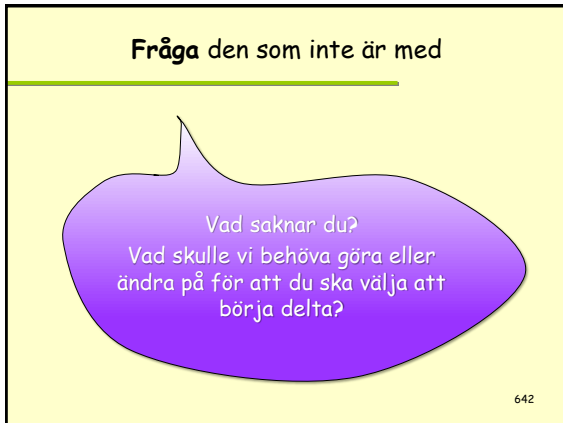 Fråga den som inte är med
Vad saknar du?
Vad skulle vi behöva göra eller
ändra på för att du ska välja att
börja delta?
642